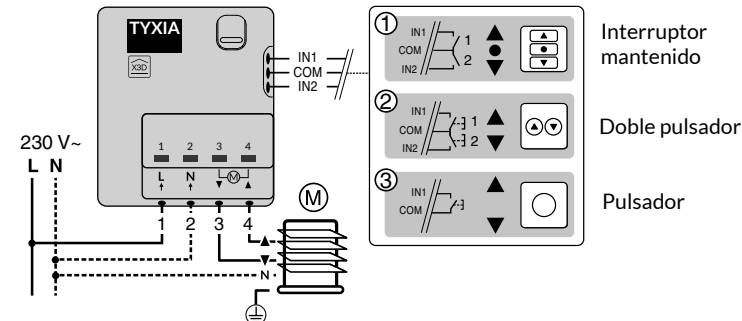 TYXIA
X3D
IN1
COM
IN2
1 2 3 4
L N M
230 V~
L N
1 2 3 4
M
N
1
IN1
COM
IN2
1
2
Interruptor
mantenido
2
IN1
COM
IN2
1
2
Doble pulsador
3
IN1
COM
Pulsador